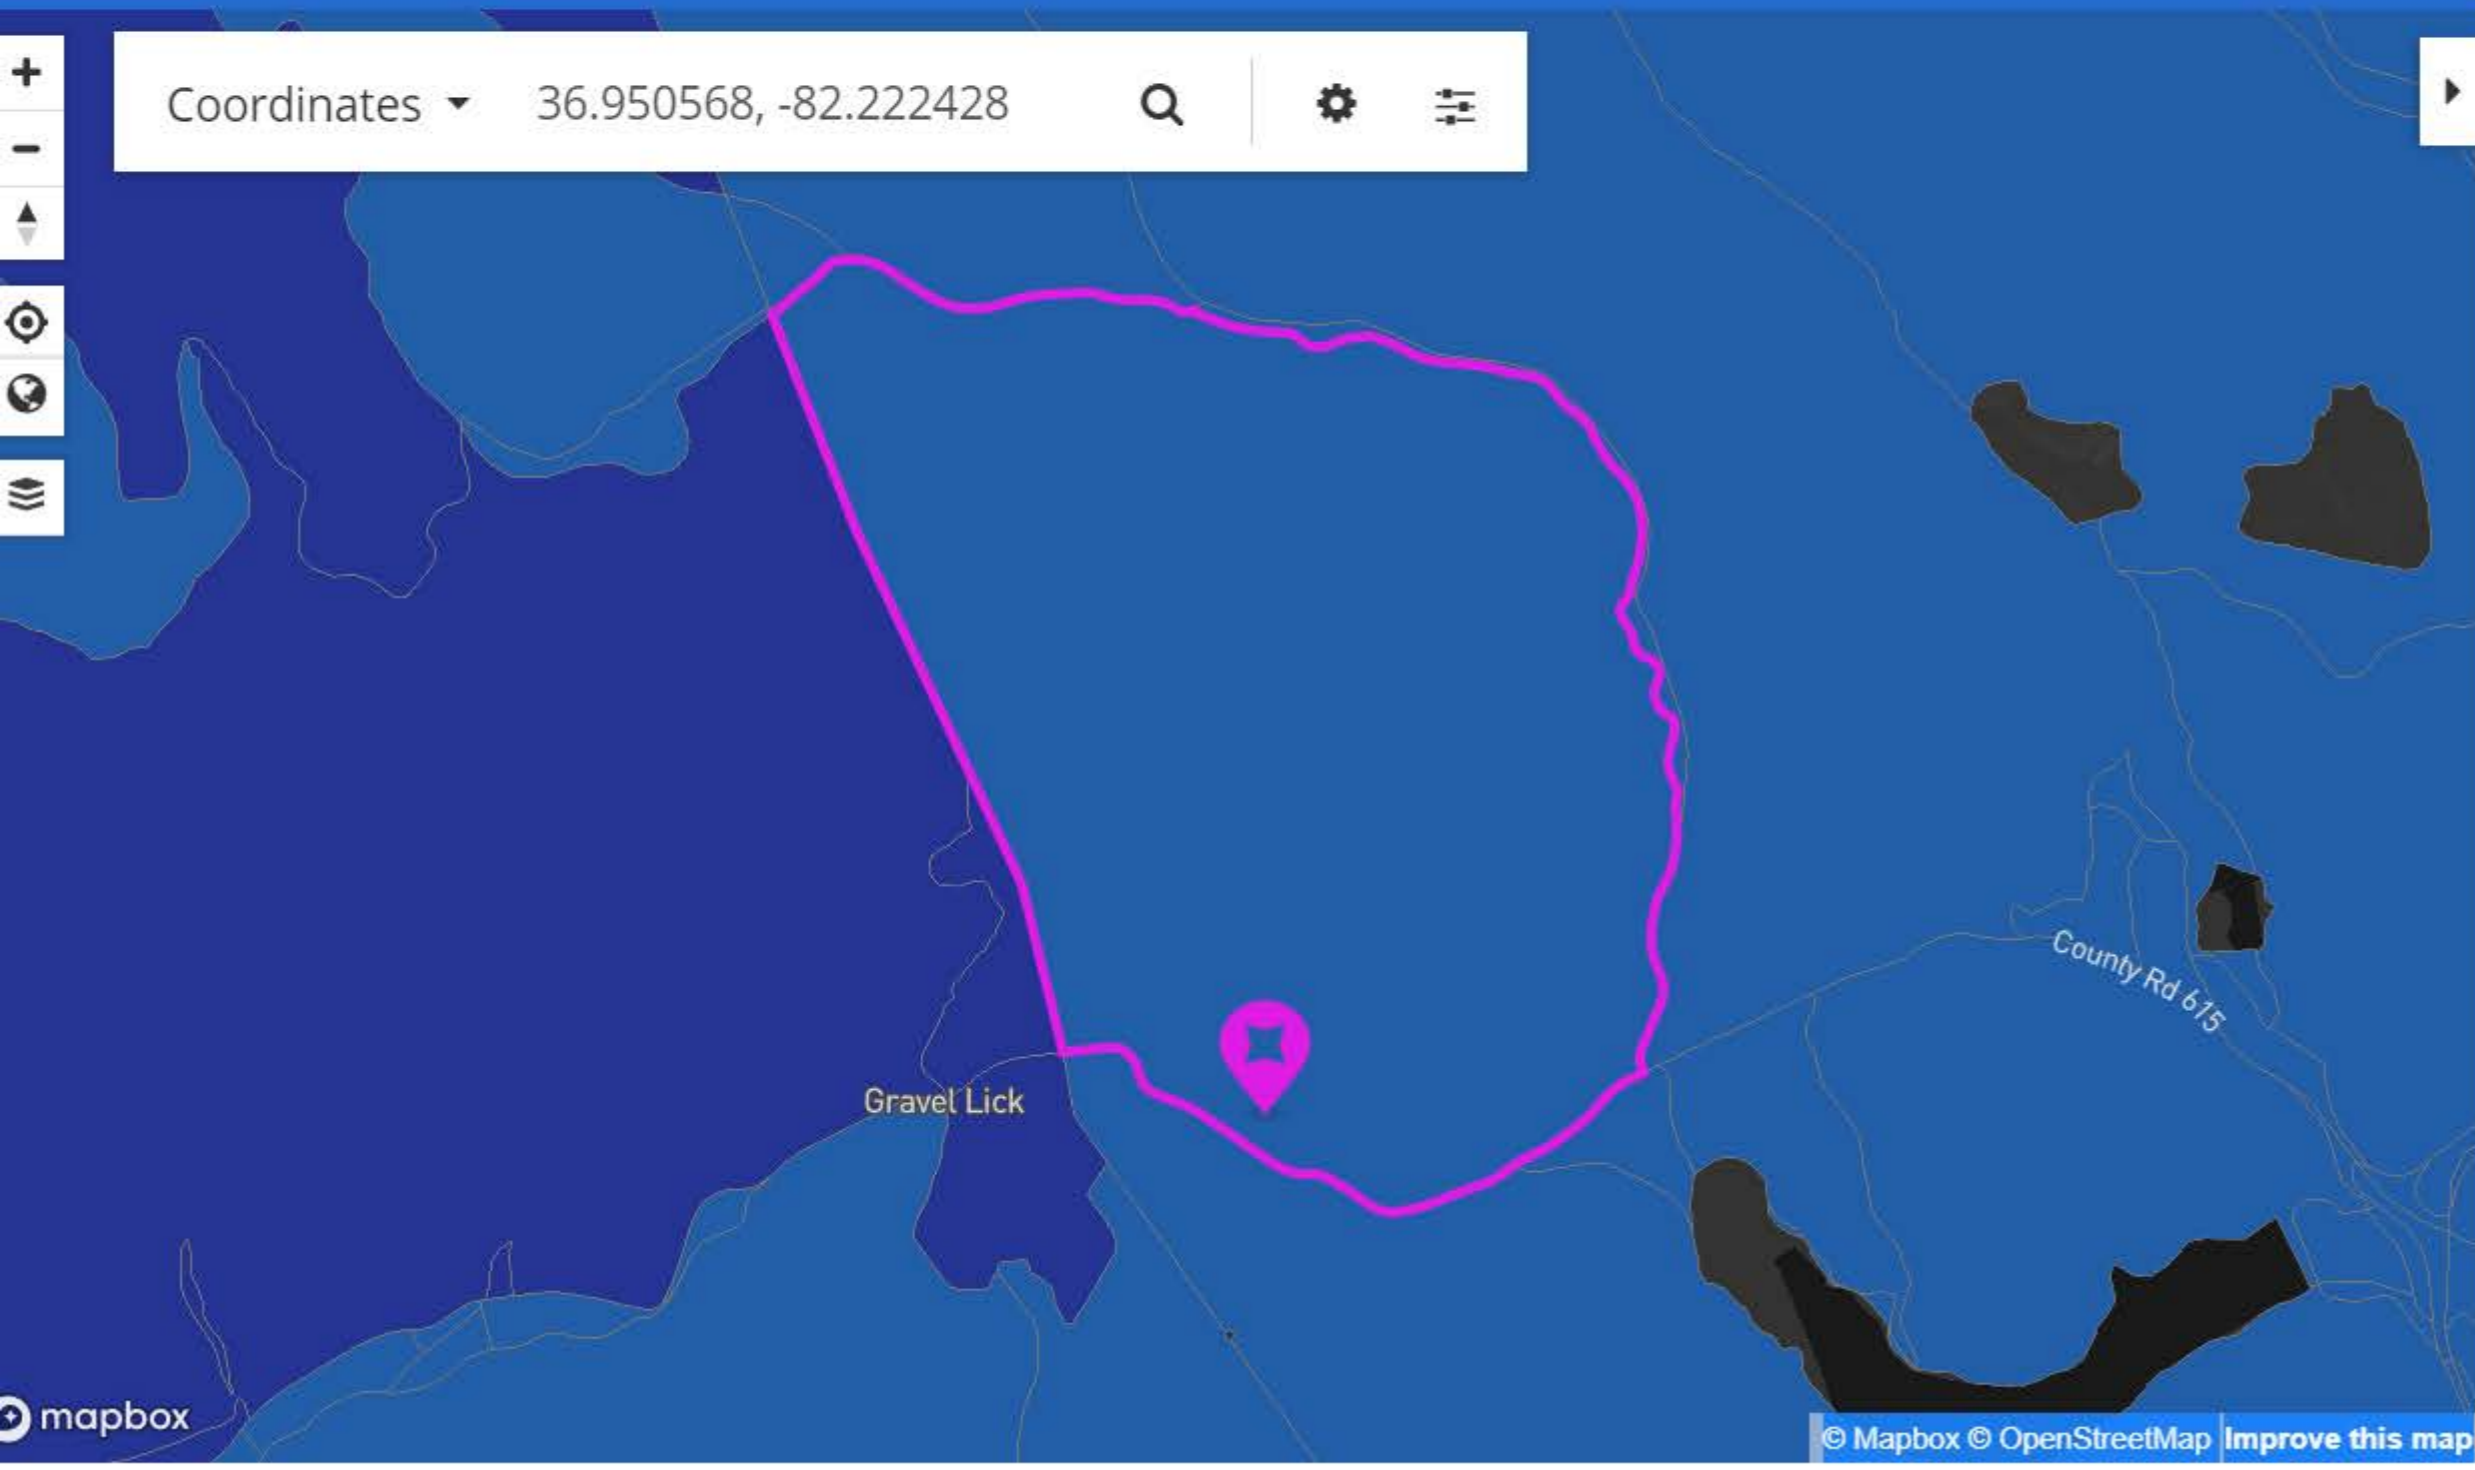 Coordinates 36.950568, -82.222428
County Rd 615
Gravel Lick
mapbox
© Mapbox © OpenStreetMap Improve this map